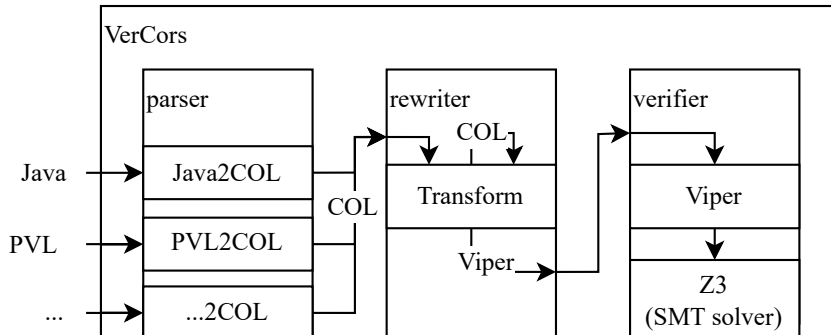 VerCors
parser
rewriter
verifier
COL
Java
Java2COL
COL
Transform
Viper
PVL
PVL2COL
Viper
...
...2COL
Z3
(SMT solver)